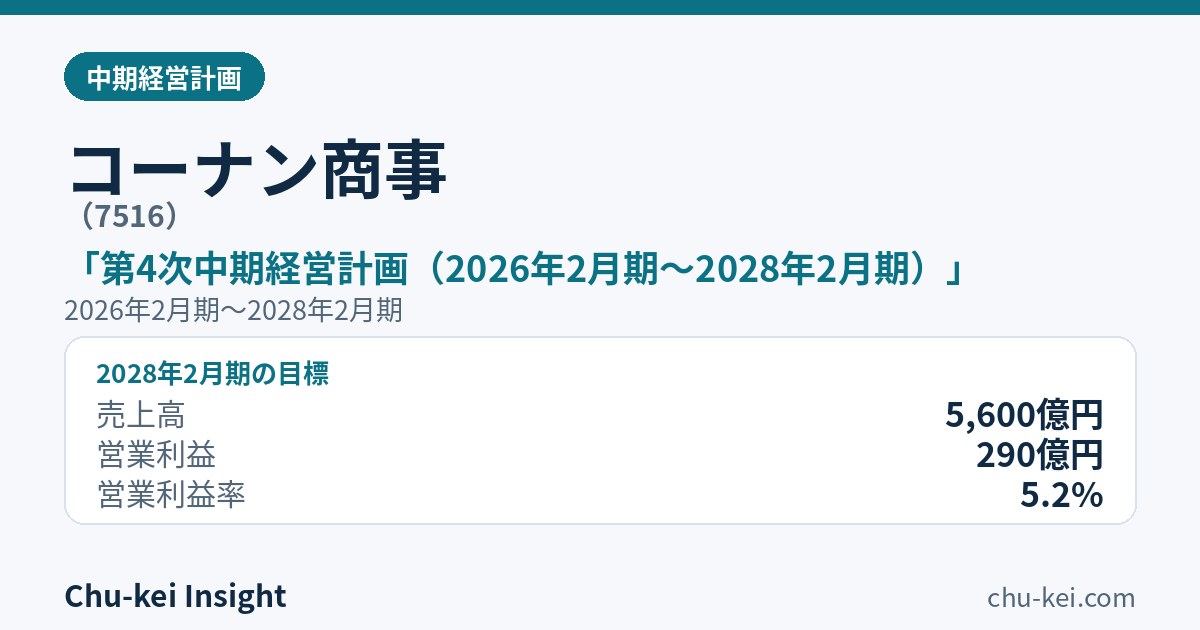 中期経営計画
コーナン商事
（7516）
「第4次中期経営計画（2026年2月期～2028年2月期）」
2026年2月期～2028年2月期
2028年2月期の目標
売上高 5,600億円
営業利益 290億円
営業利益率 5.2%
Chu-kei Insight chu-kei.com